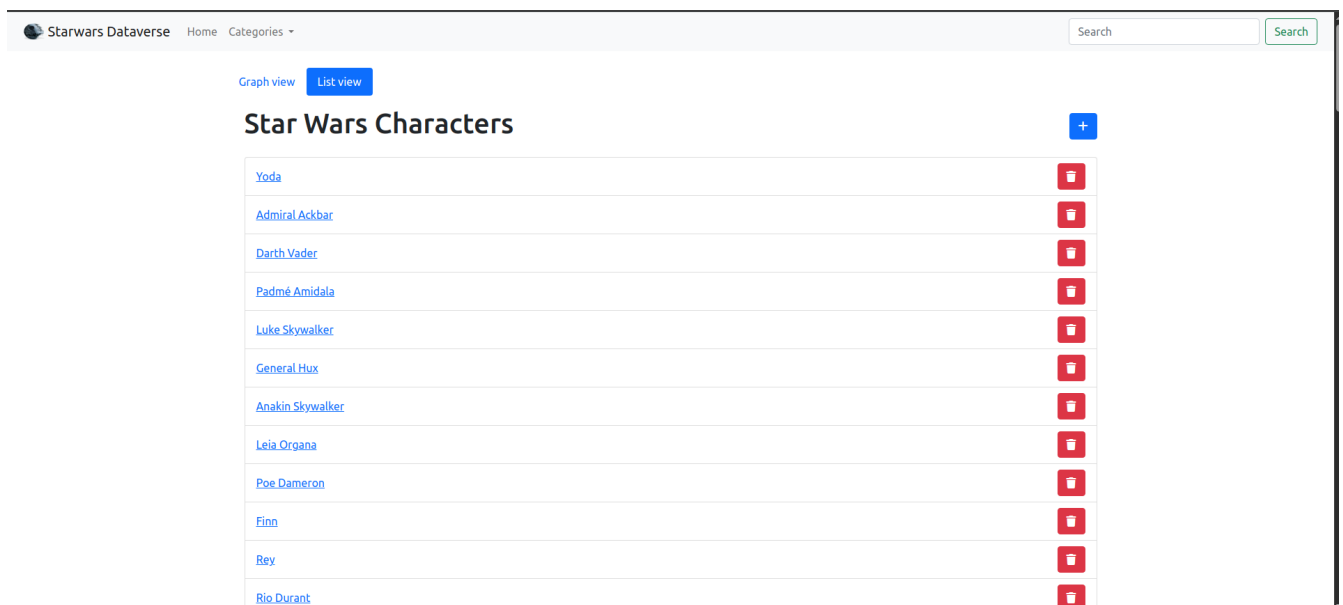 Starwars Dataverse Home Categories Search Search
Graph view List view
Star Wars Characters +
Yoda
Admiral Ackbar
Darth Vader
Padmé Amidala
Luke Skywalker
General Hux
Anakin Skywalker
Leia Organa
Poe Dameron
Finn
Rey
Rio Durant